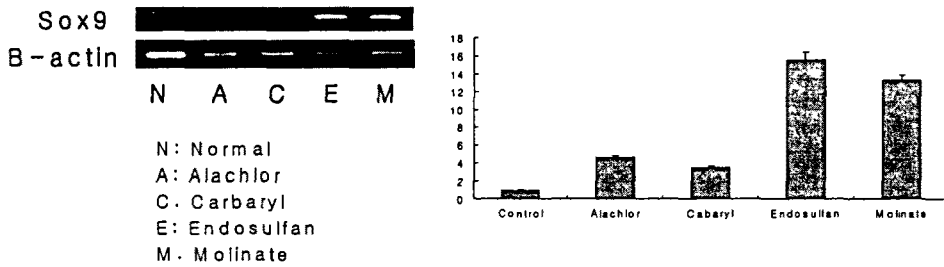 Sox9
B-actin
N A C E M
N: Normal
A: Alachlor
C. Carbaryl
E: Endosulfan
M. Molinate
18
16
14
12
10
8
6
4
2
0
Control Alachlor Cabaryl Endosulfan Molinate